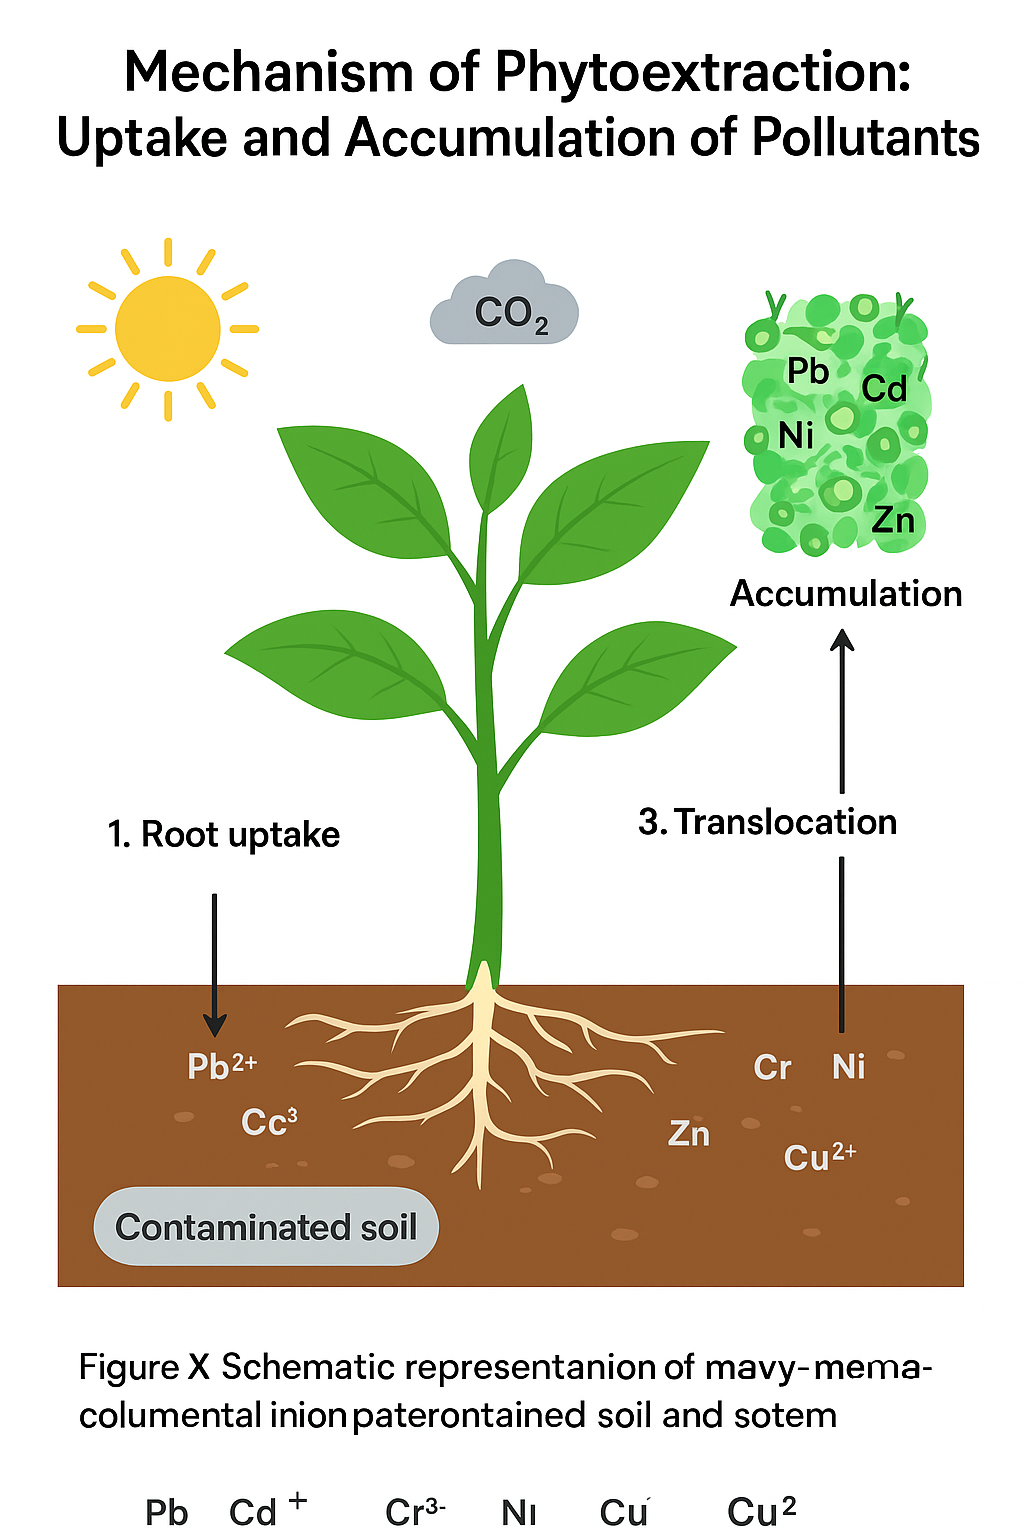 Mechanism of Phytoextraction:
Uptake and Accumulation of Pollutants
CO₂
Pb
Cd
Ni
Zn
Accumulation
1. Root uptake
3. Translocation
Pb²⁺
Cc³
Cr Ni
Zn
Cu²⁺
Contaminated soil
Figure X Schematic representanion of mavy-mema-
columental inion paterontained soil and sotem
Pb Cd⁺ Cr³⁻ Nı Cu´ Cu²